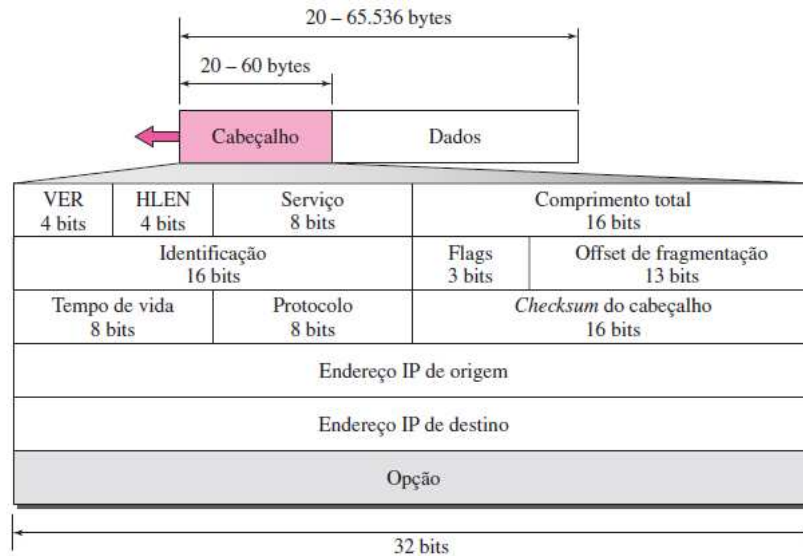 20 – 65.536 bytes
20 – 60 bytes
Cabeçalho
Dados
VER
4 bits
HLEN
4 bits
Serviço
8 bits
Comprimento total
16 bits
Identificação
16 bits
Flags
3 bits
Offset de fragmentação
13 bits
Tempo de vida
8 bits
Protocolo
8 bits
Checksum do cabeçalho
16 bits
Endereço IP de origem
Endereço IP de destino
Opção
32 bits